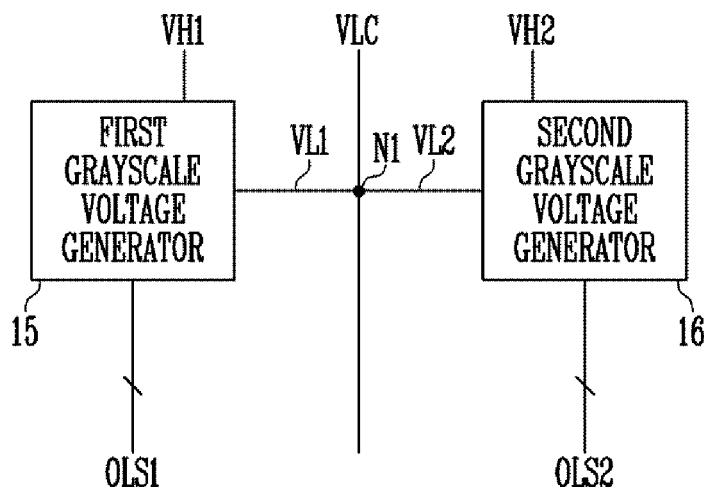 VH1
VLC
VH2
FIRST
GRAYSCALE
VOLTAGE
GENERATOR
VL1
N1
VL2
SECOND
GRAYSCALE
VOLTAGE
GENERATOR
15
16
OLS1
OLS2